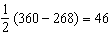 1/2 (360 − 268) = 46